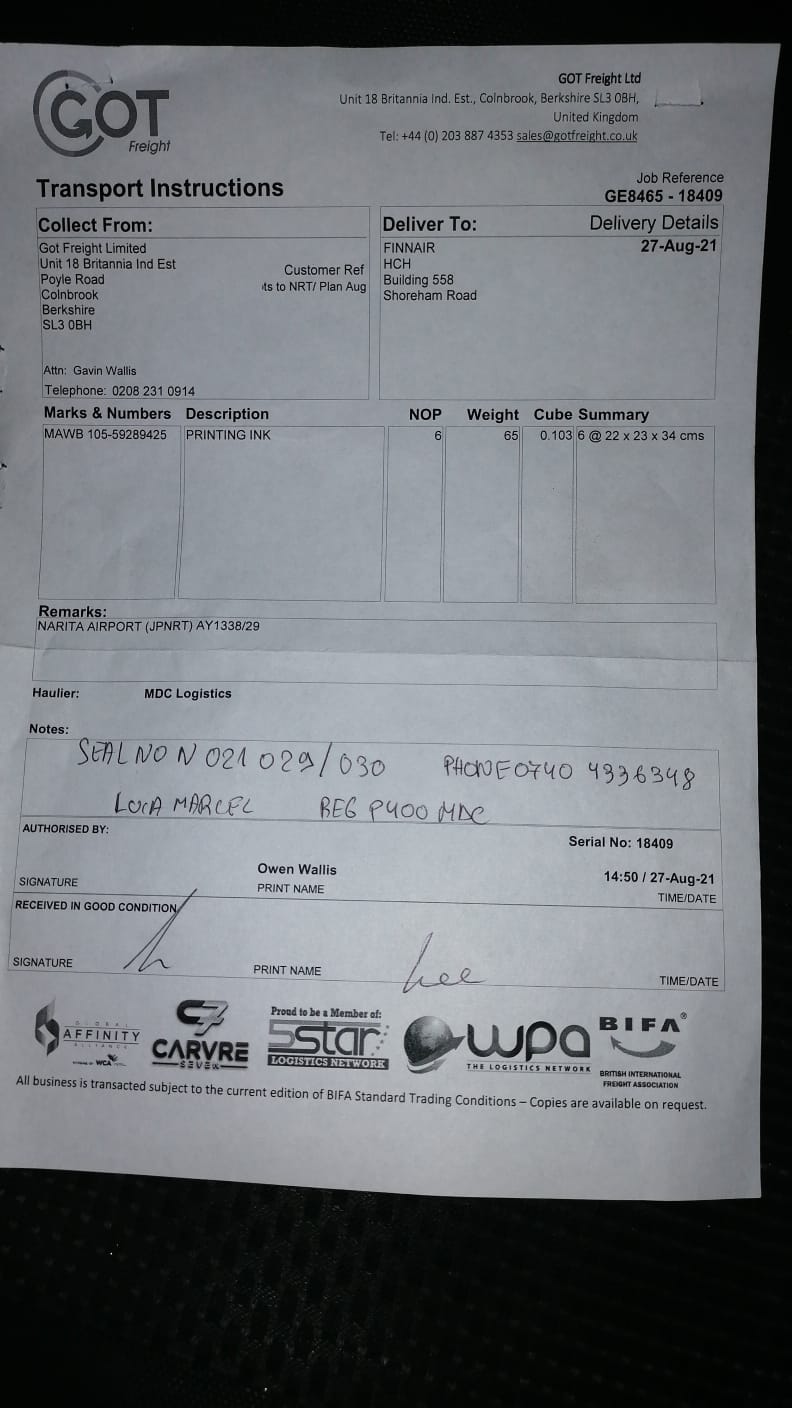 GOT
Freight
GOT Freight Ltd
Unit 18 Britannia Ind. Est., Colnbrook, Berkshire SL3 0BH,
United Kingdom
Tel: +44 (0) 203 887 4353 sales@gotfreight.co.uk
Transport Instructions
Job Reference
GE8465 - 18409
Collect From:
Got Freight Limited
Unit 18 Britannia Ind Est
Poyle Road
Colnbrook
Berkshire
SL3 0BH
Customer Ref
ts to NRT/ Plan Aug
Attn: Gavin Wallis
Telephone: 0208 231 0914
Deliver To:
FINNAIR
HCH
Building 558
Shoreham Road
Delivery Details
27-Aug-21
Marks & Numbers Description NOP Weight Cube Summary
MAWB 105-59289425 PRINTING INK 6 65 0.103 6 @ 22 x 23 x 34 cms
Remarks:
NARITA AIRPORT (JPNRT) AY1338/29
Haulier: MDC Logistics
Notes:
SEAL NO N 021 029/030 PHONE 0740 4336348
LUCA MARCEL REG P400 MDC
AUTHORISED BY:
Serial No: 18409
Owen Wallis 14:50 / 27-Aug-21
SIGNATURE PRINT NAME TIME/DATE
RECEIVED IN GOOD CONDITION
Lee
SIGNATURE PRINT NAME TIME/DATE
GLOBAL
AFFINITY
ALLIANCE
WCA
C7
CARVRE
SEVEN
Proud to be a Member of:
5star
LOGISTICS NETWORK
wpa
THE LOGISTICS NETWORK
BIFA®
BRITISH INTERNATIONAL
FREIGHT ASSOCIATION
All business is transacted subject to the current edition of BIFA Standard Trading Conditions – Copies are available on request.